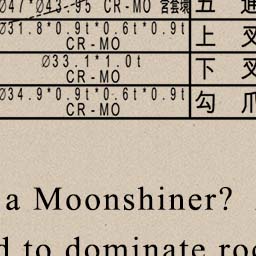 Ø47*Ø43.95 CR-MO 宮套環 五 通
Ø31.8*0.9t*0.6t*0.9t
CR-MO 上 叉
Ø33.1*1.0t
CR-MO 下 叉
Ø34.9*0.9t*0.6t*0.9t
CR-MO 勾 爪
a Moonshiner?
d to dominate roc